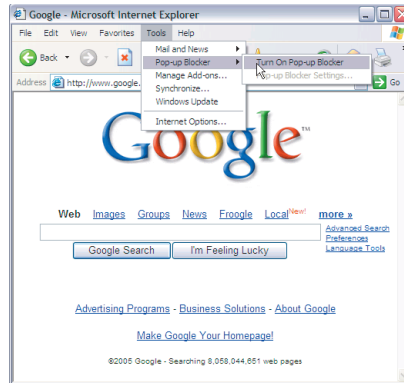 Google - Microsoft Internet Explorer
File Edit View Favorites Tools Help
Mail and News
Back
Pop-up Blocker
Turn On Pop-up Blocker
Manage Add-ons...
Pop-up Blocker Settings...
Address http://www.google. Go
Synchronize...
Windows Update
Internet Options...
Google™
Web Images Groups News Froogle Local New! more »
Advanced Search
Preferences
Language Tools
Google Search I'm Feeling Lucky
Advertising Programs - Business Solutions - About Google
Make Google Your Homepage!
©2005 Google - Searching 8,058,044,651 web pages